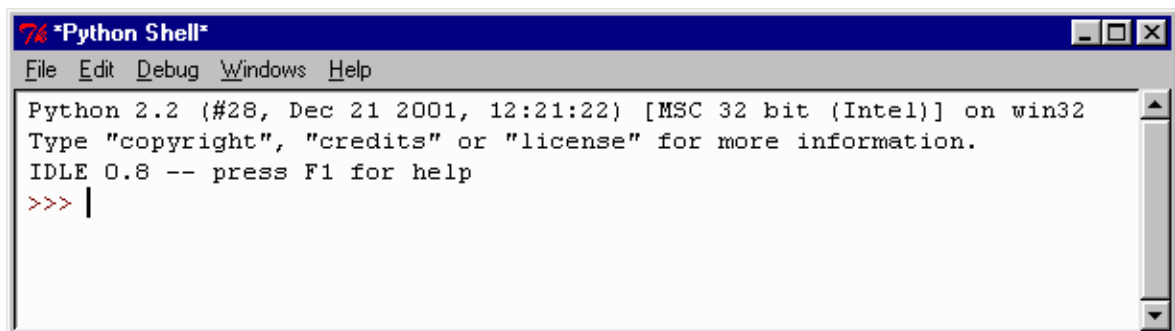 *Python Shell*
File Edit Debug Windows Help
Python 2.2 (#28, Dec 21 2001, 12:21:22) [MSC 32 bit (Intel)] on win32
Type "copyright", "credits" or "license" for more information.
IDLE 0.8 -- press F1 for help
>>>